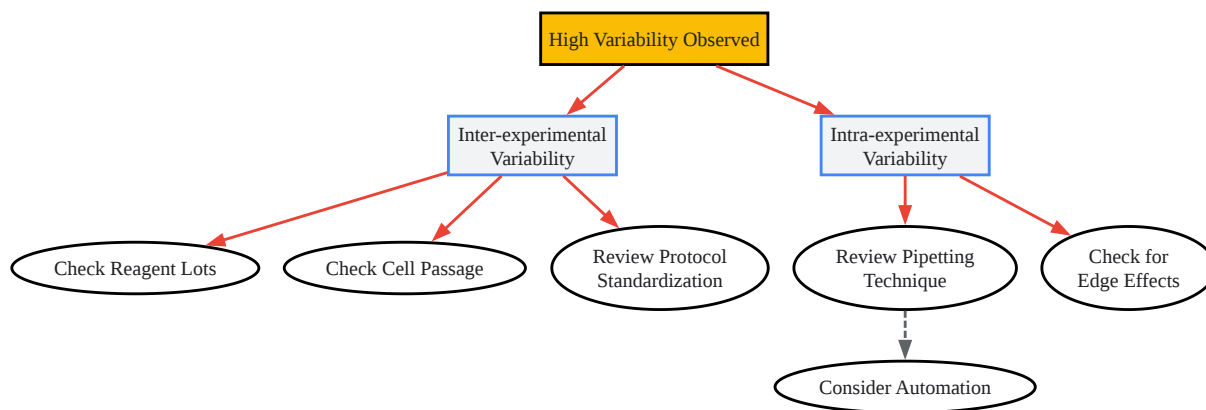 High Variability Observed
Inter-experimental
Variability
Intra-experimental
Variability
Check Reagent Lots
Check Cell Passage
Review Protocol
Standardization
Review Pipetting
Technique
Check for
Edge Effects
Consider Automation